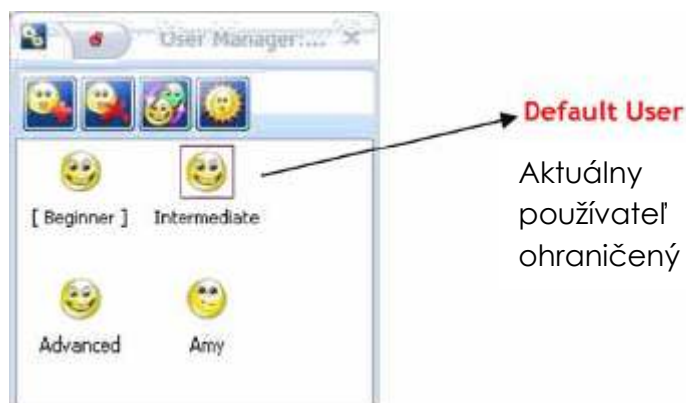 User Manager:...
Default User
Aktuálny
používateľ
ohraničený
[ Beginner ] Intermediate
Advanced Amy